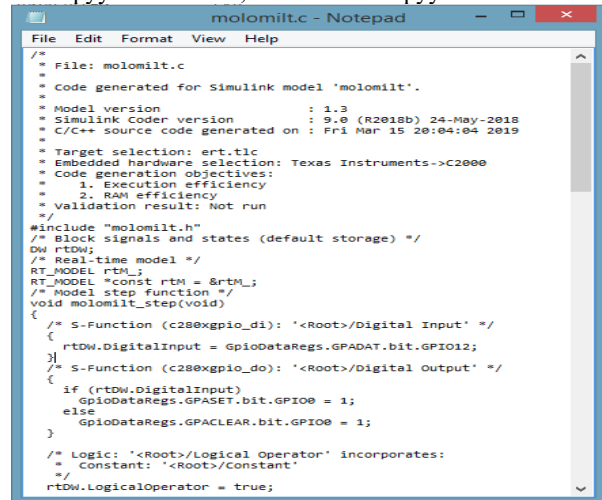 molomilt.c - Notepad
File Edit Format View Help
/*
 * File: molomilt.c
 *
 * Code generated for Simulink model 'molomilt'.
 *
 * Model version : 1.3
 * Simulink Coder version : 9.0 (R2018b) 24-May-2018
 * C/C++ source code generated on : Fri Mar 15 20:04:04 2019
 *
 * Target selection: ert.tlc
 * Embedded hardware selection: Texas Instruments->C2000
 * Code generation objectives:
 * 1. Execution efficiency
 * 2. RAM efficiency
 * Validation result: Not run
 */
#include "molomilt.h"
/* Block signals and states (default storage) */
DW rtDW;
/* Real-time model */
RT_MODEL rtM_;
RT_MODEL *const rtM = &rtM_;
/* Model step function */
void molomilt_step(void)
{
/* S-Function (c280xgpio_di): '<Root>/Digital Input' */
{
rtDW.DigitalInput = GpioDataRegs.GPADAT.bit.GPIO12;
}
/* S-Function (c280xgpio_do): '<Root>/Digital Output' */
{
if (rtDW.DigitalInput)
GpioDataRegs.GPASET.bit.GPIO0 = 1;
else
GpioDataRegs.GPACLEAR.bit.GPIO0 = 1;
}
/* Logic: '<Root>/Logical Operator' incorporates:
 * Constant: '<Root>/Constant'
 */
rtDW.LogicalOperator = true;